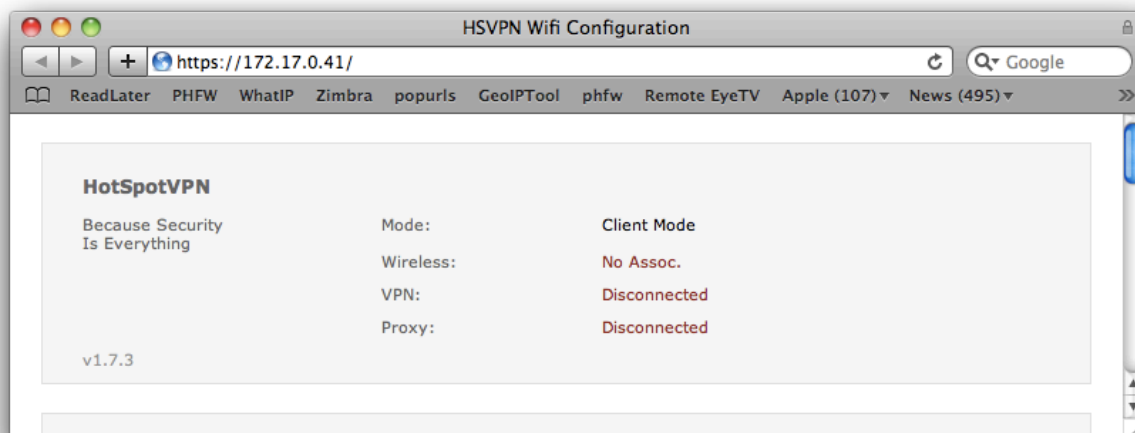 HSVPN Wifi Configuration
https://172.17.0.41/
Google
ReadLater PHFW WhatIP Zimbra popurls GeoIPTool phfw Remote EyeTV Apple (107) News (495)
HotSpotVPN
Because Security
Is Everything
Mode: Client Mode
Wireless: No Assoc.
VPN: Disconnected
Proxy: Disconnected
v1.7.3